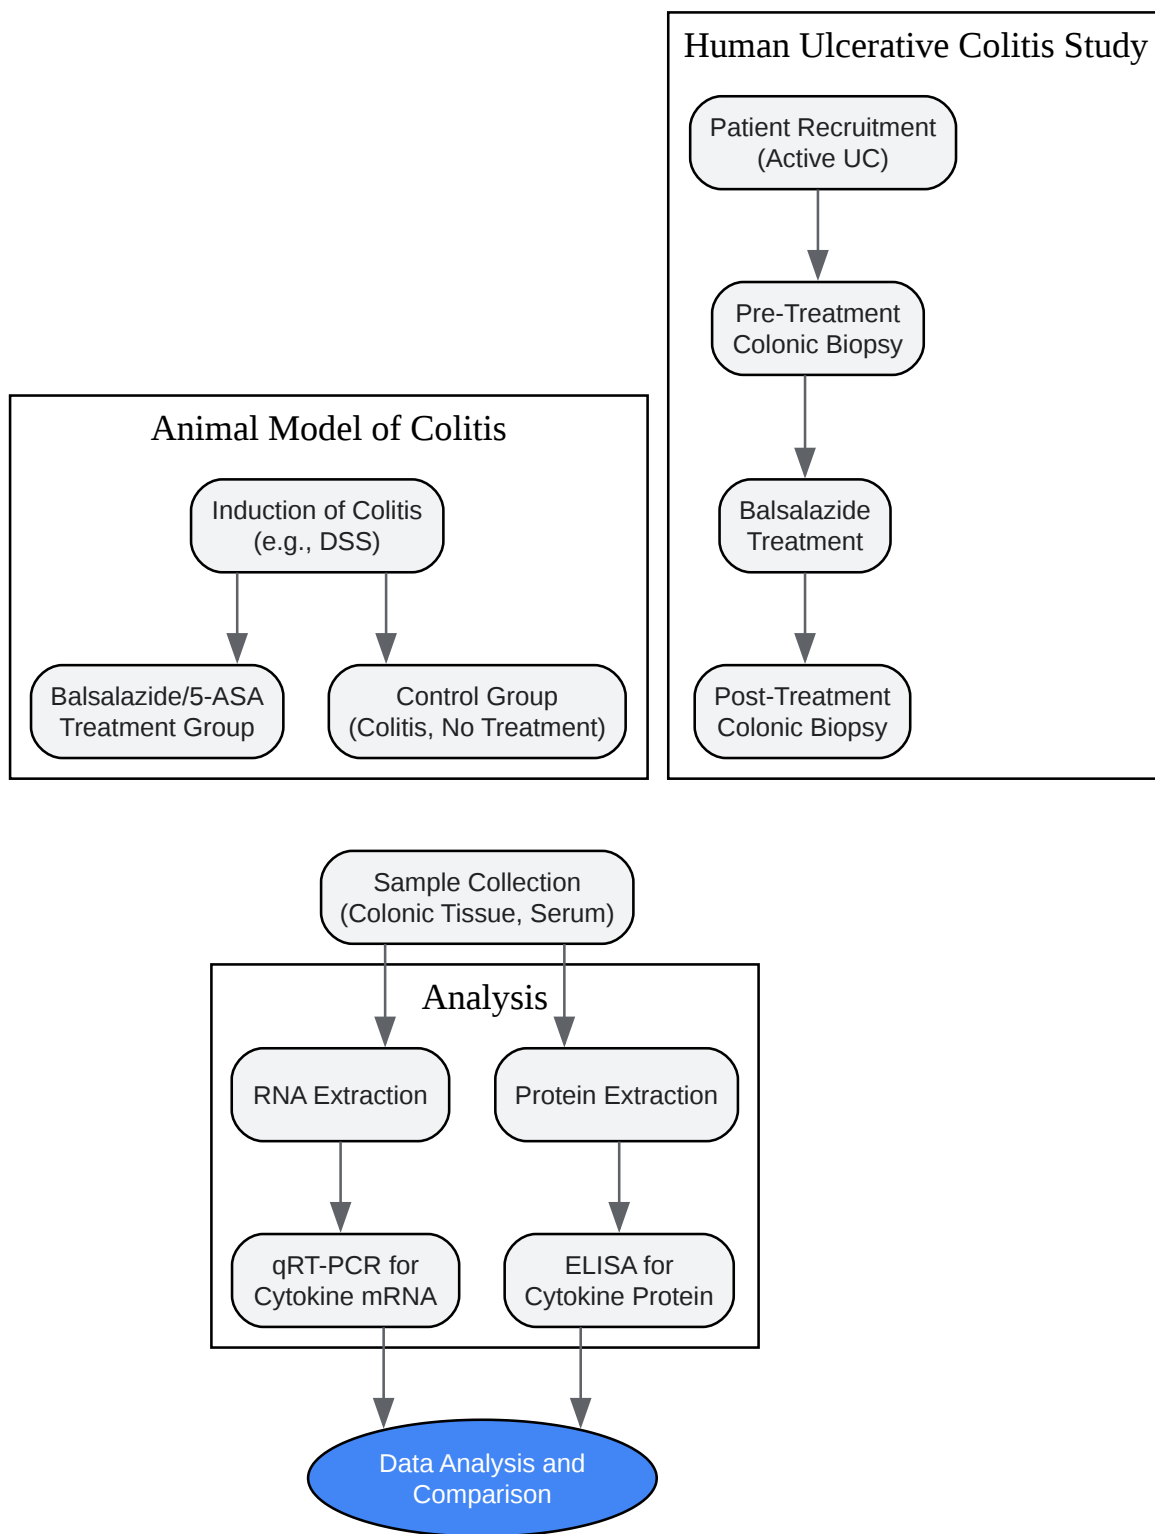 Human Ulcerative Colitis Study
Patient Recruitment
(Active UC)
Pre-Treatment
Colonic Biopsy
Balsalazide
Treatment
Post-Treatment
Colonic Biopsy
Animal Model of Colitis
Induction of Colitis
(e.g., DSS)
Balsalazide/5-ASA
Treatment Group
Control Group
(Colitis, No Treatment)
Sample Collection
(Colonic Tissue, Serum)
Analysis
RNA Extraction
Protein Extraction
qRT-PCR for
Cytokine mRNA
ELISA for
Cytokine Protein
Data Analysis and
Comparison